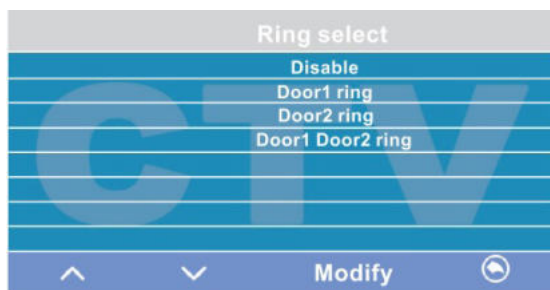 Ring select
Disable
Door1 ring
Door2 ring
Door1 Door2 ring
CTV
Modify